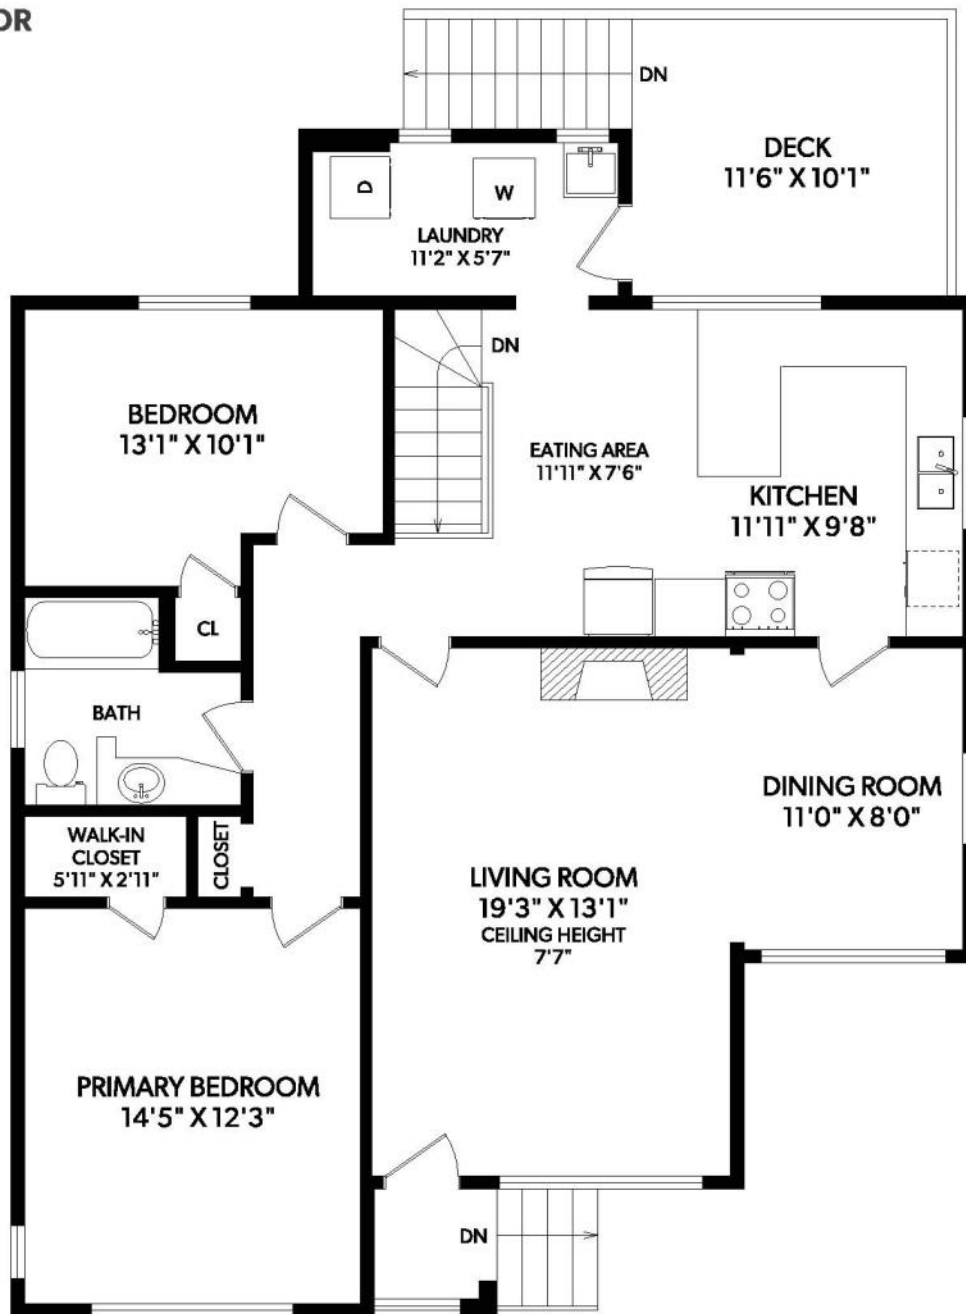 DN
DECK
11'6" X 10'1"
D
W
LAUNDRY
11'2" X 5'7"
DN
BEDROOM
13'1" X 10'1"
EATING AREA
11'11" X 7'6"
KITCHEN
11'11" X 9'8"
CL
BATH
DINING ROOM
11'0" X 8'0"
WALK-IN
CLOSET
5'11" X 2'11"
CLOSET
LIVING ROOM
19'3" X 13'1"
CEILING HEIGHT
7'7"
PRIMARY BEDROOM
14'5" X 12'3"
DN